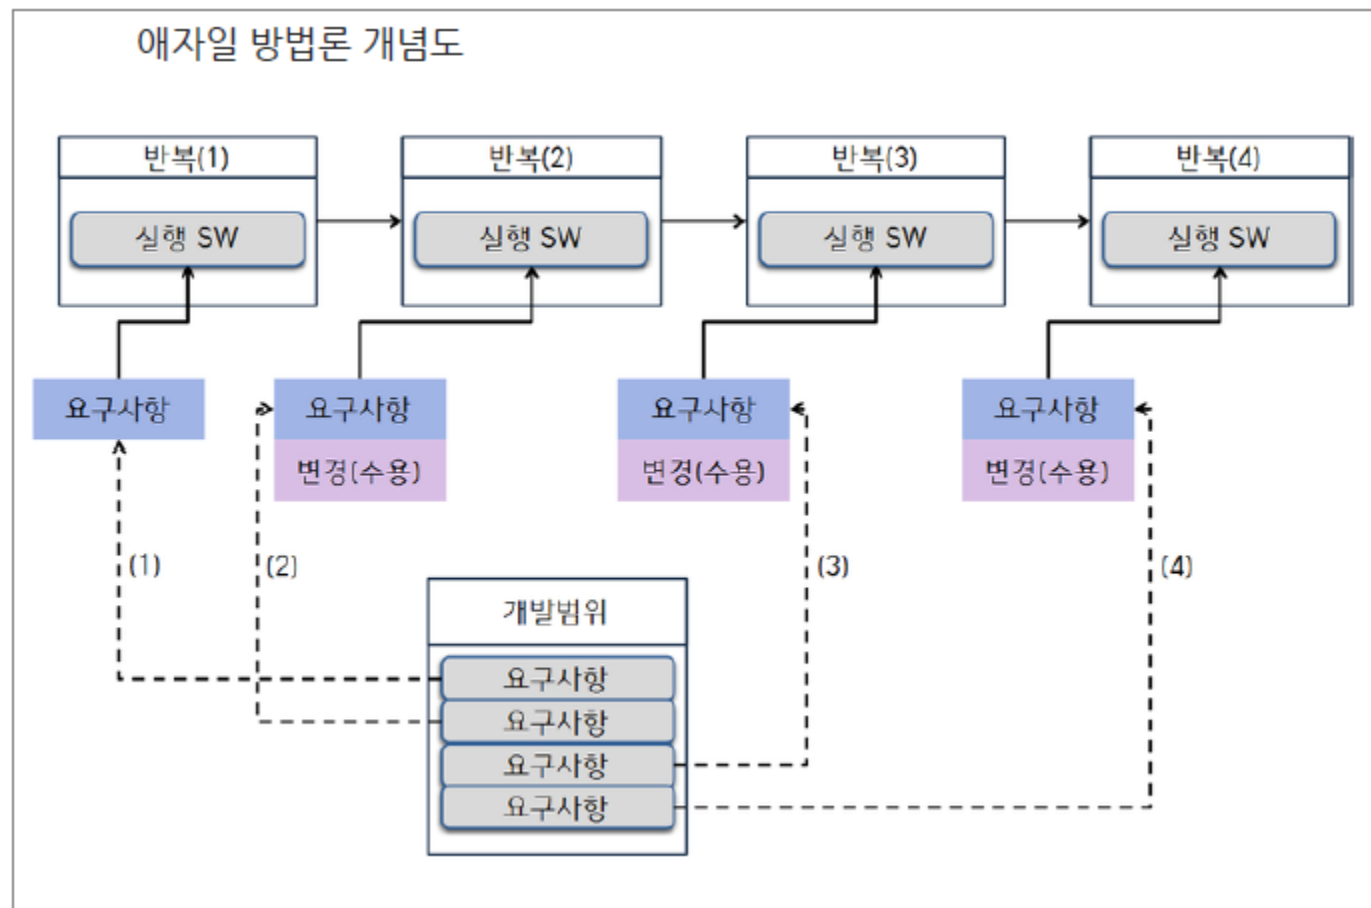 애자일 방법론 개념도
반복(1)
반복(2)
반복(3)
반복(4)
실행 SW
실행 SW
실행 SW
실행 SW
요구사항
요구사항
요구사항
요구사항
변경(수용)
변경(수용)
변경(수용)
(1)
(2)
(3)
(4)
개발범위
요구사항
요구사항
요구사항
요구사항